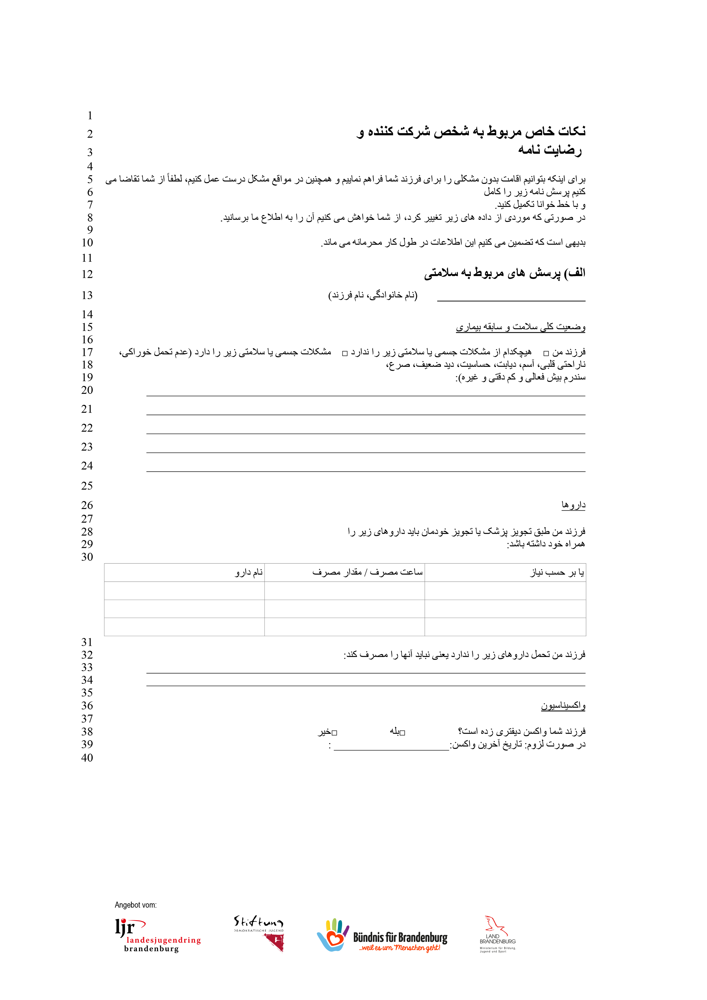 1
2 نکات خاص مربوط به شخص شرکت کننده و
3 رضایت نامه
4
5 برای اینکه بتوانیم اقامت بدون مشکلی را برای فرزند شما فراهم نماییم و همچنین در مواقع مشکل درست عمل کنیم، لطفاً از شما تقاضا می
6 کنیم پرسش نامه زیر را کامل
7 و با خط خوانا تکمیل کنید.
8 در صورتی که موردی از داده های زیر تغییر کرد، از شما خواهش می کنیم آن را به اطلاع ما برسانید.
9
10 بدیهی است که تضمین می کنیم این اطلاعات در طول کار محرمانه می ماند.
11
12 الف) پرسش های مربوط به سلامتی
13 __________________________ (نام خانوادگی، نام فرزند)
14
15 وضعیت کلی سلامت و سابقه بیماری
16
17 فرزند من □ هیچکدام از مشکلات جسمی یا سلامتی زیر را ندارد □ مشکلات جسمی یا سلامتی زیر را دارد (عدم تحمل خوراکی،
18 ناراحتی قلبی، آسم، دیابت، حساسیت، دید ضعیف، صرع،
19 سندرم بیش فعالی و کم دقتی و غیره):
20
21
22
23
24
25
26 داروها
27
28 فرزند من طبق تجویز پزشک یا تجویز خودمان باید داروهای زیر را
29 همراه خود داشته باشد:
30
یا بر حسب نیاز ساعت مصرف / مقدار مصرف نام دارو
31
32 فرزند من تحمل داروهای زیر را ندارد یعنی نباید آنها را مصرف کند:
33
34
35
36 واکسیناسیون
37
38 فرزند شما واکسن دیفتری زده است؟ □بله □خیر
39 در صورت لزوم: تاریخ آخرین واکسن:____________________ :
40
Angebot vom:
ljr
landesjugendring
brandenburg
Stiftung
DEMOKRATISCHE JUGEND
Bündnis für Brandenburg
...weil es um Menschen geht!
LAND
BRANDENBURG
Ministerium für Bildung,
Jugend und Sport